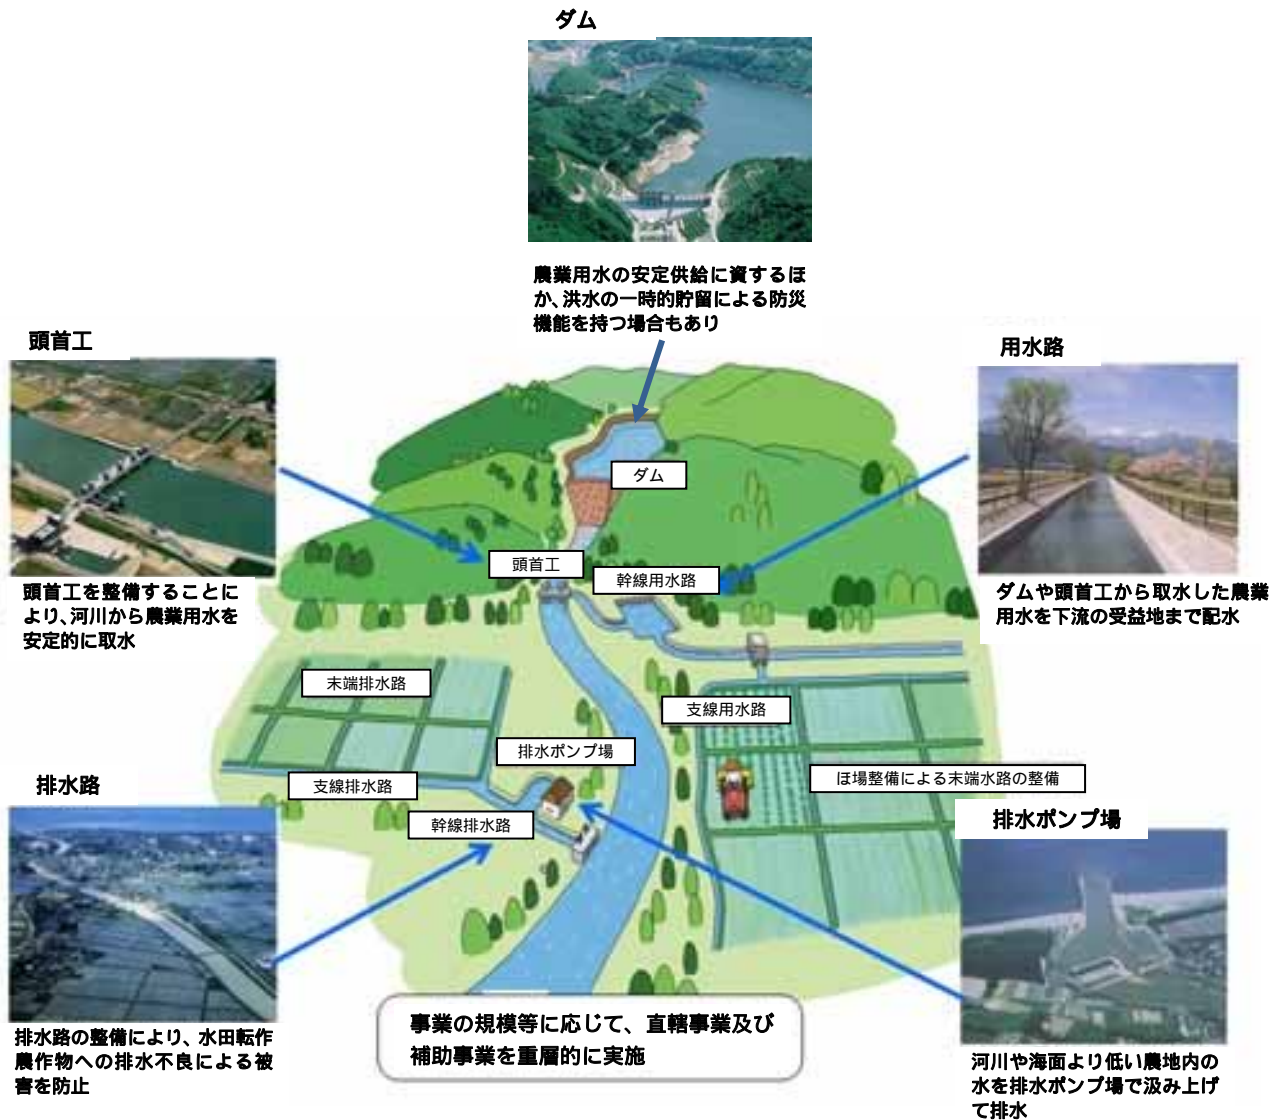 ダム
農業用水の安定供給に資するほ
か、洪水の一時的貯留による防災
機能を持つ場合もあり
頭首工
頭首工を整備することに
より、河川から農業用水を
安定的に取水
用水路
ダムや頭首工から取水した農業
用水を下流の受益地まで配水
ダム
頭首工
幹線用水路
末端排水路
支線用水路
排水ポンプ場
支線排水路
ほ場整備による末端水路の整備
幹線排水路
排水路
排水路の整備により、水田転作
農作物への排水不良による被
害を防止
排水ポンプ場
河川や海面より低い農地内の
水を排水ポンプ場で汲み上げ
て排水
事業の規模等に応じて、直轄事業及び
補助事業を重層的に実施